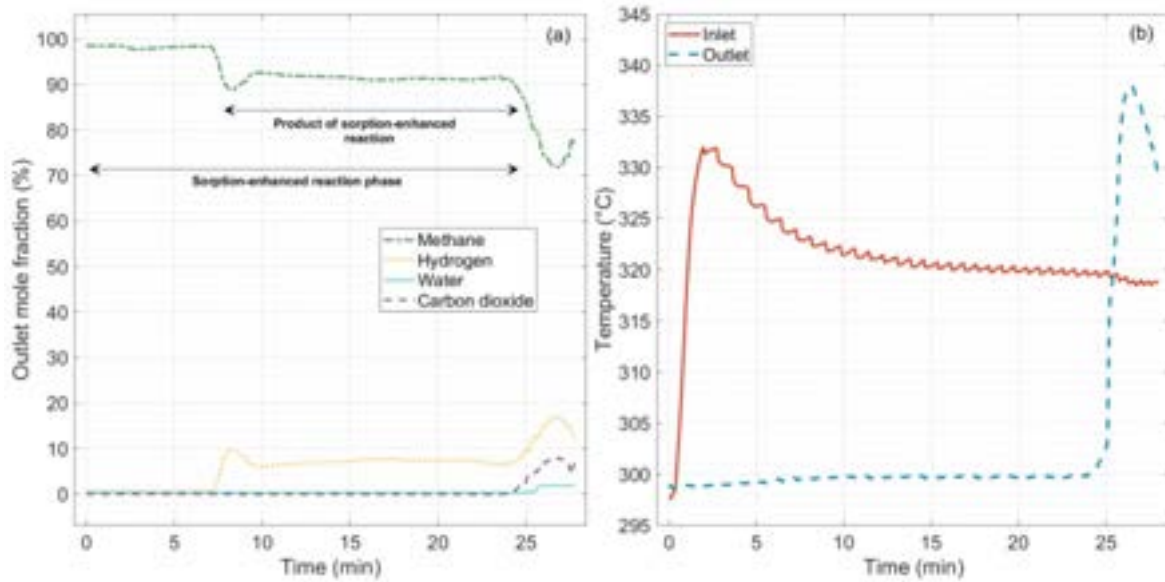 (a)
100
90
80
70
60
50
40
30
20
10
0
Outlet mole fraction (%)
Product of sorption-enhanced
reaction
Sorption-enhanced reaction phase
Methane
Hydrogen
Water
Carbon dioxide
0 5 10 15 20 25
Time (min)
(b)
Inlet
Outlet
345
340
335
330
325
320
315
310
305
300
295
Temperature (°C)
0 5 10 15 20 25
Time (min)